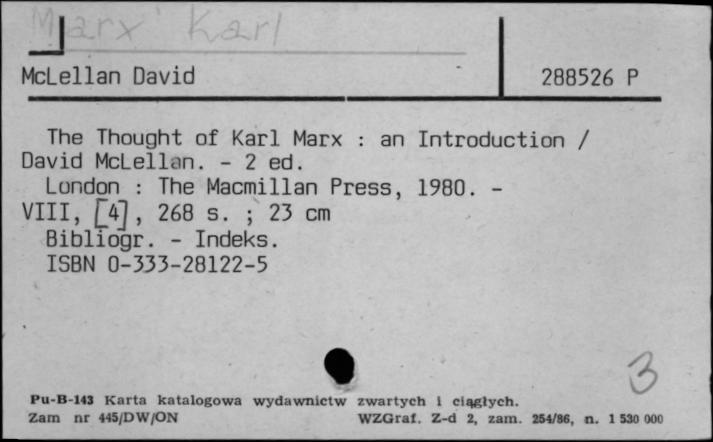 Marx Karl
McLellan David
288526 P
The Thought of Karl Marx : an Introduction /
David McLellan. - 2 ed.
London : The Macmillan Press, 1980. -
VIII, [4], 268 s. ; 23 cm
Bibliogr. - Indeks.
ISBN 0-333-28122-5
3
Pu-B-143 Karta katalogowa wydawnictw zwartych i ciągłych.
Zam nr 445/DW/ON WZGraf. Z-d 2, zam. 254/86, n. 1 530 000